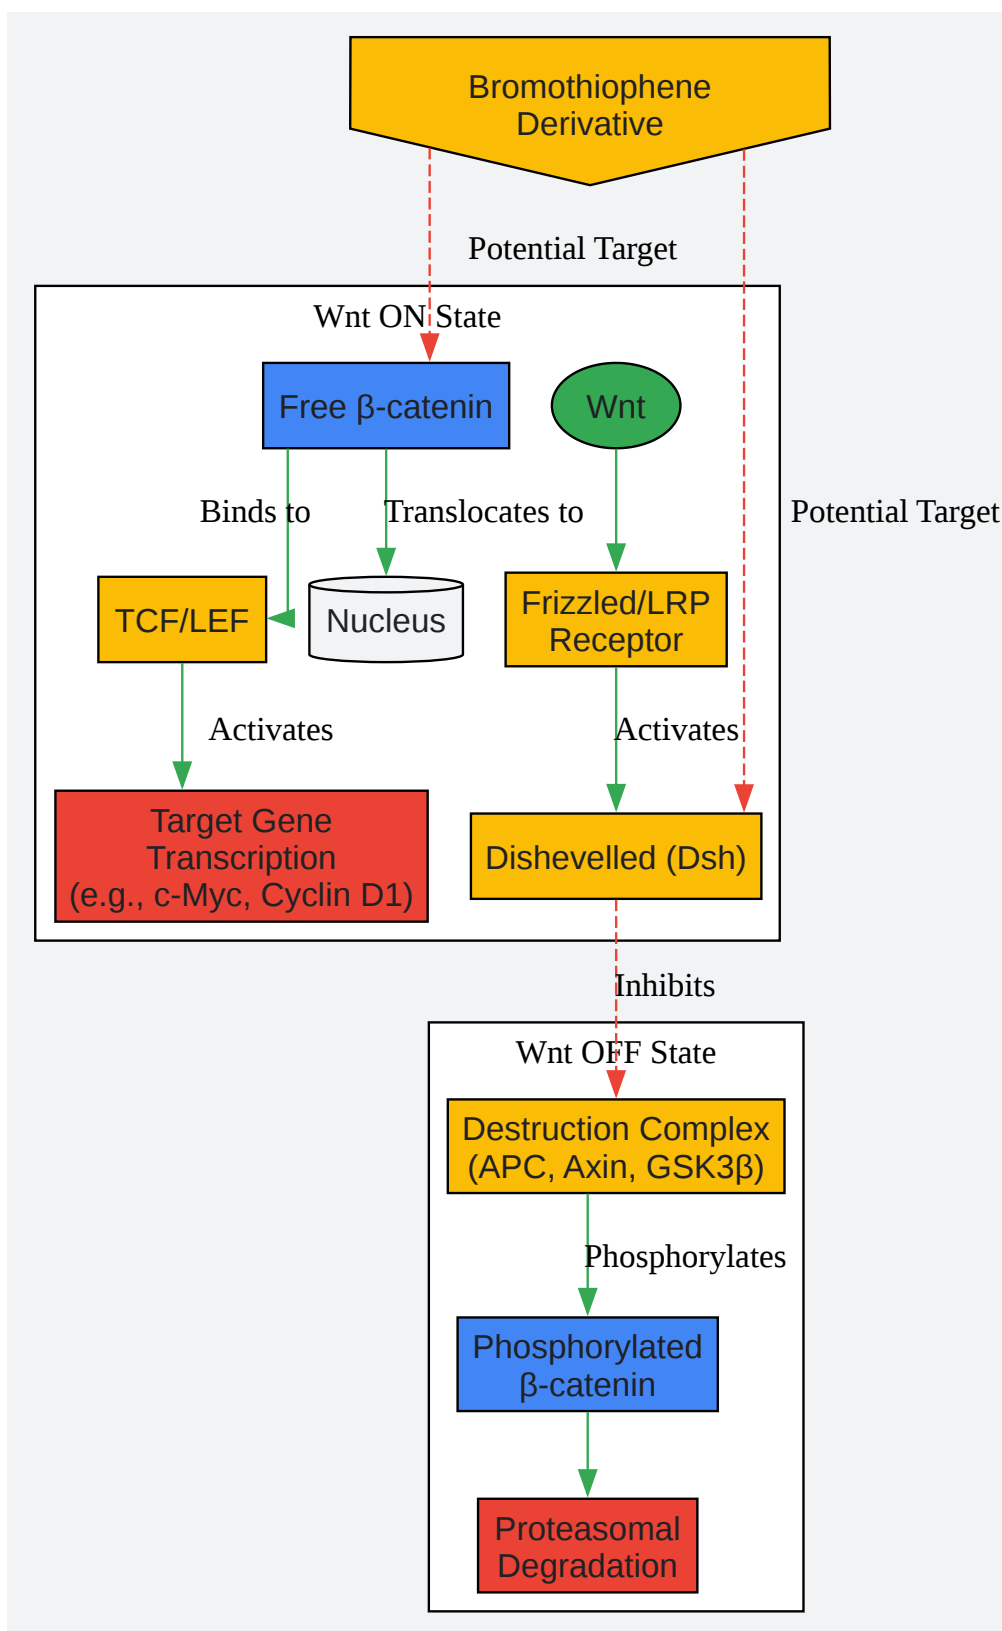 Bromothiophene
Derivative
Potential Target
Wnt ON State
Free β-catenin
Wnt
Binds to
Translocates to
Potential Target
TCF/LEF
Nucleus
Frizzled/LRP
Receptor
Activates
Activates
Target Gene
Transcription
(e.g., c-Myc, Cyclin D1)
Dishevelled (Dsh)
Inhibits
Wnt OFF State
Destruction Complex
(APC, Axin, GSK3β)
Phosphorylates
Phosphorylated
β-catenin
Proteasomal
Degradation